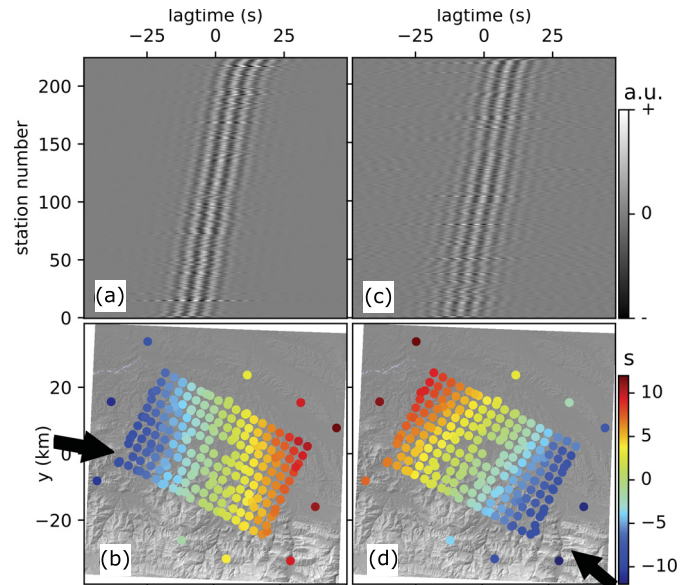 lagtime (s) lagtime (s)
−25 0 25 −25 0 25
a.u.
+
200
150
station number
0
100
50
(a) (c)
0 -
s
10
20
5
y (km)
0 0
−20 −5
(b) (d)
−10